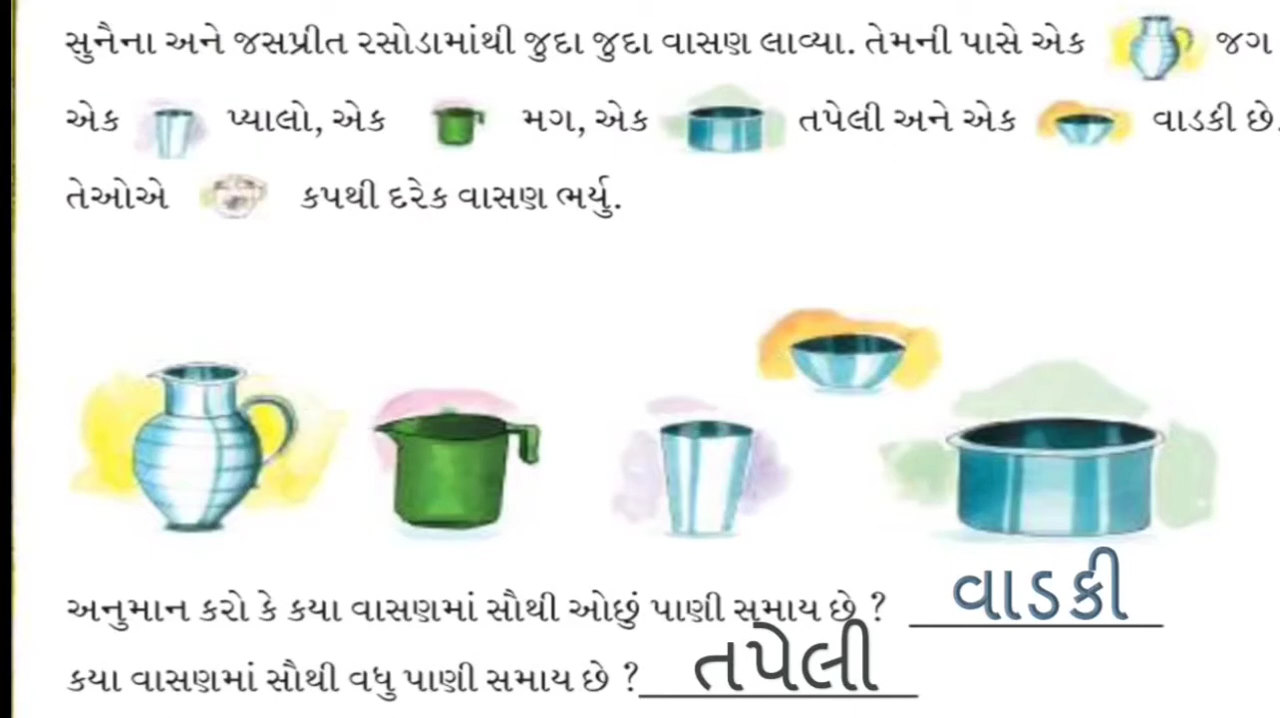 સુનૈના અને જસપ્રીત રસોડામાંથી જુદા જુદા વાસણ લાવ્યા. તેમની પાસે એક જગ
એક પ્યાલો, એક મગ, એક તપેલી અને એક વાડકી છે.
તેઓએ કપથી દરેક વાસણ ભર્યુ.
અનુમાન કરો કે કયા વાસણમાં સૌથી ઓછું પાણી સમાય છે ? વાડકી
કયા વાસણમાં સૌથી વધુ પાણી સમાય છે ? તપેલી